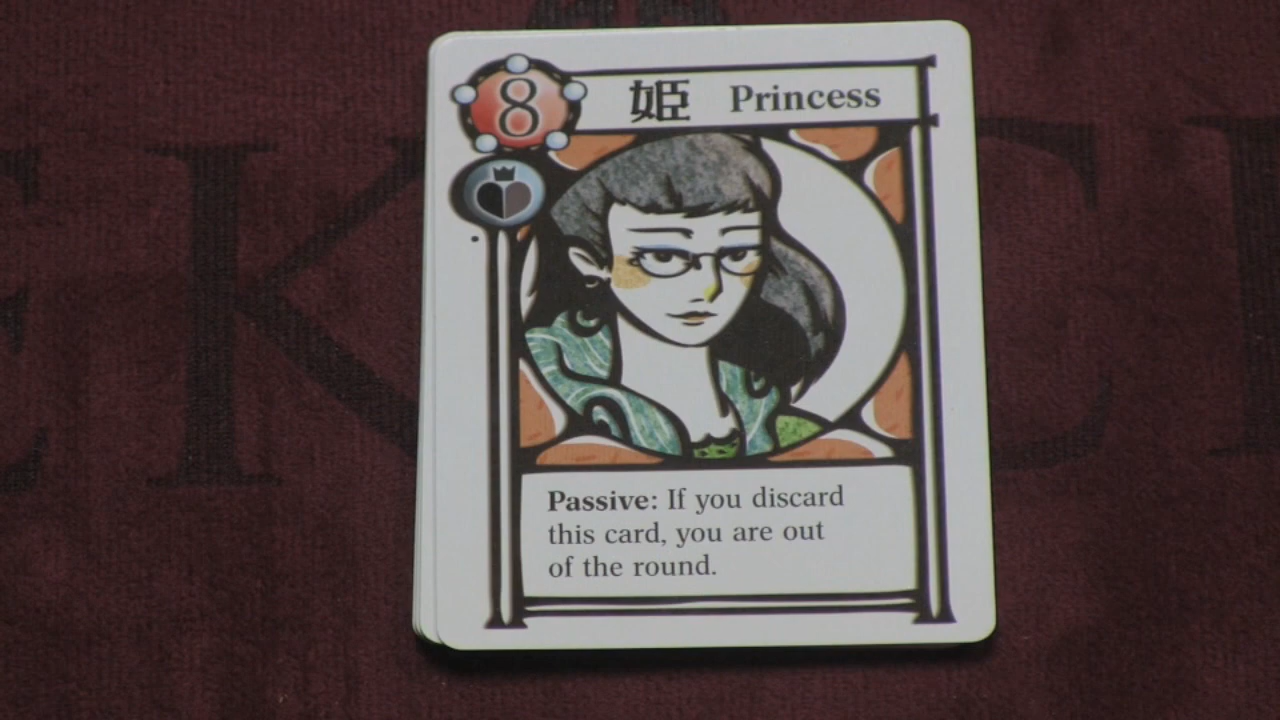 8 姫 Princess
Passive: If you discard
this card, you are out
of the round.